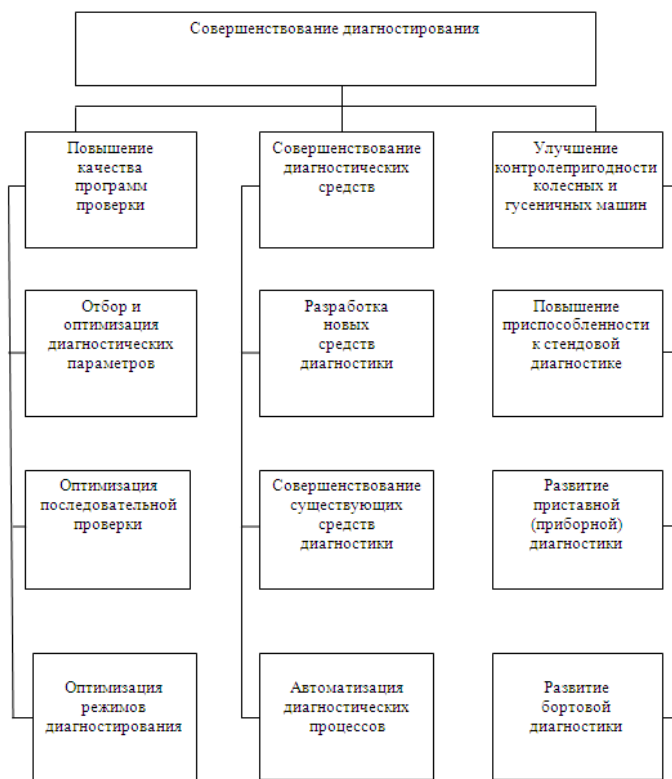 Совершенствование диагностирования
Повышение
качества
программ
проверки
Совершенствование
диагностических
средств
Улучшение
контролепригодности
колесных и
гусеничных машин
Отбор и
оптимизация
диагностических
параметров
Разработка
новых
средств
диагностики
Повышение
приспособленности
к стендовой
диагностике
Оптимизация
последовательной
проверки
Совершенствование
существующих
средств
диагностики
Развитие
приставной
(приборной)
диагностики
Оптимизация
режимов
диагностирования
Автоматизация
диагностических
процессов
Развитие
бортовой
диагностики